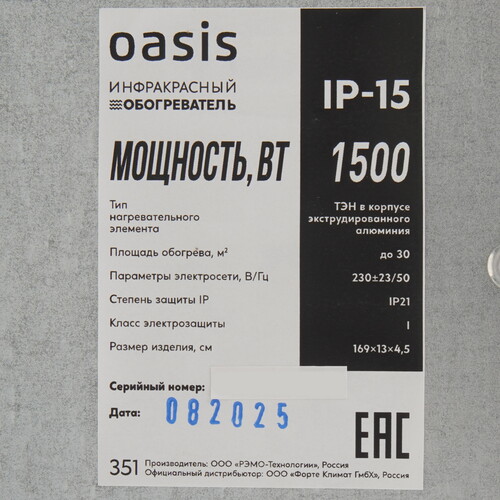 oasis
ИНФРАКРАСНЫЙ
ОБОГРЕВАТЕЛЬ
IP-15
МОЩНОСТЬ, ВТ 1500
Тип нагревательного элемента ТЭН в корпусе экструдированного алюминия
Площадь обогрева, м² до 30
Параметры электросети, В/Гц 230±23/50
Степень защиты IP IP21
Класс электрозащиты I
Размер изделия, см 169×13×4,5
Серийный номер:
Дата: 082025
EAC
351 Производитель: ООО «РЭМО-Технологии», Россия
Официальный дистрибьютор: ООО «Форте Климат ГмбХ», Россия